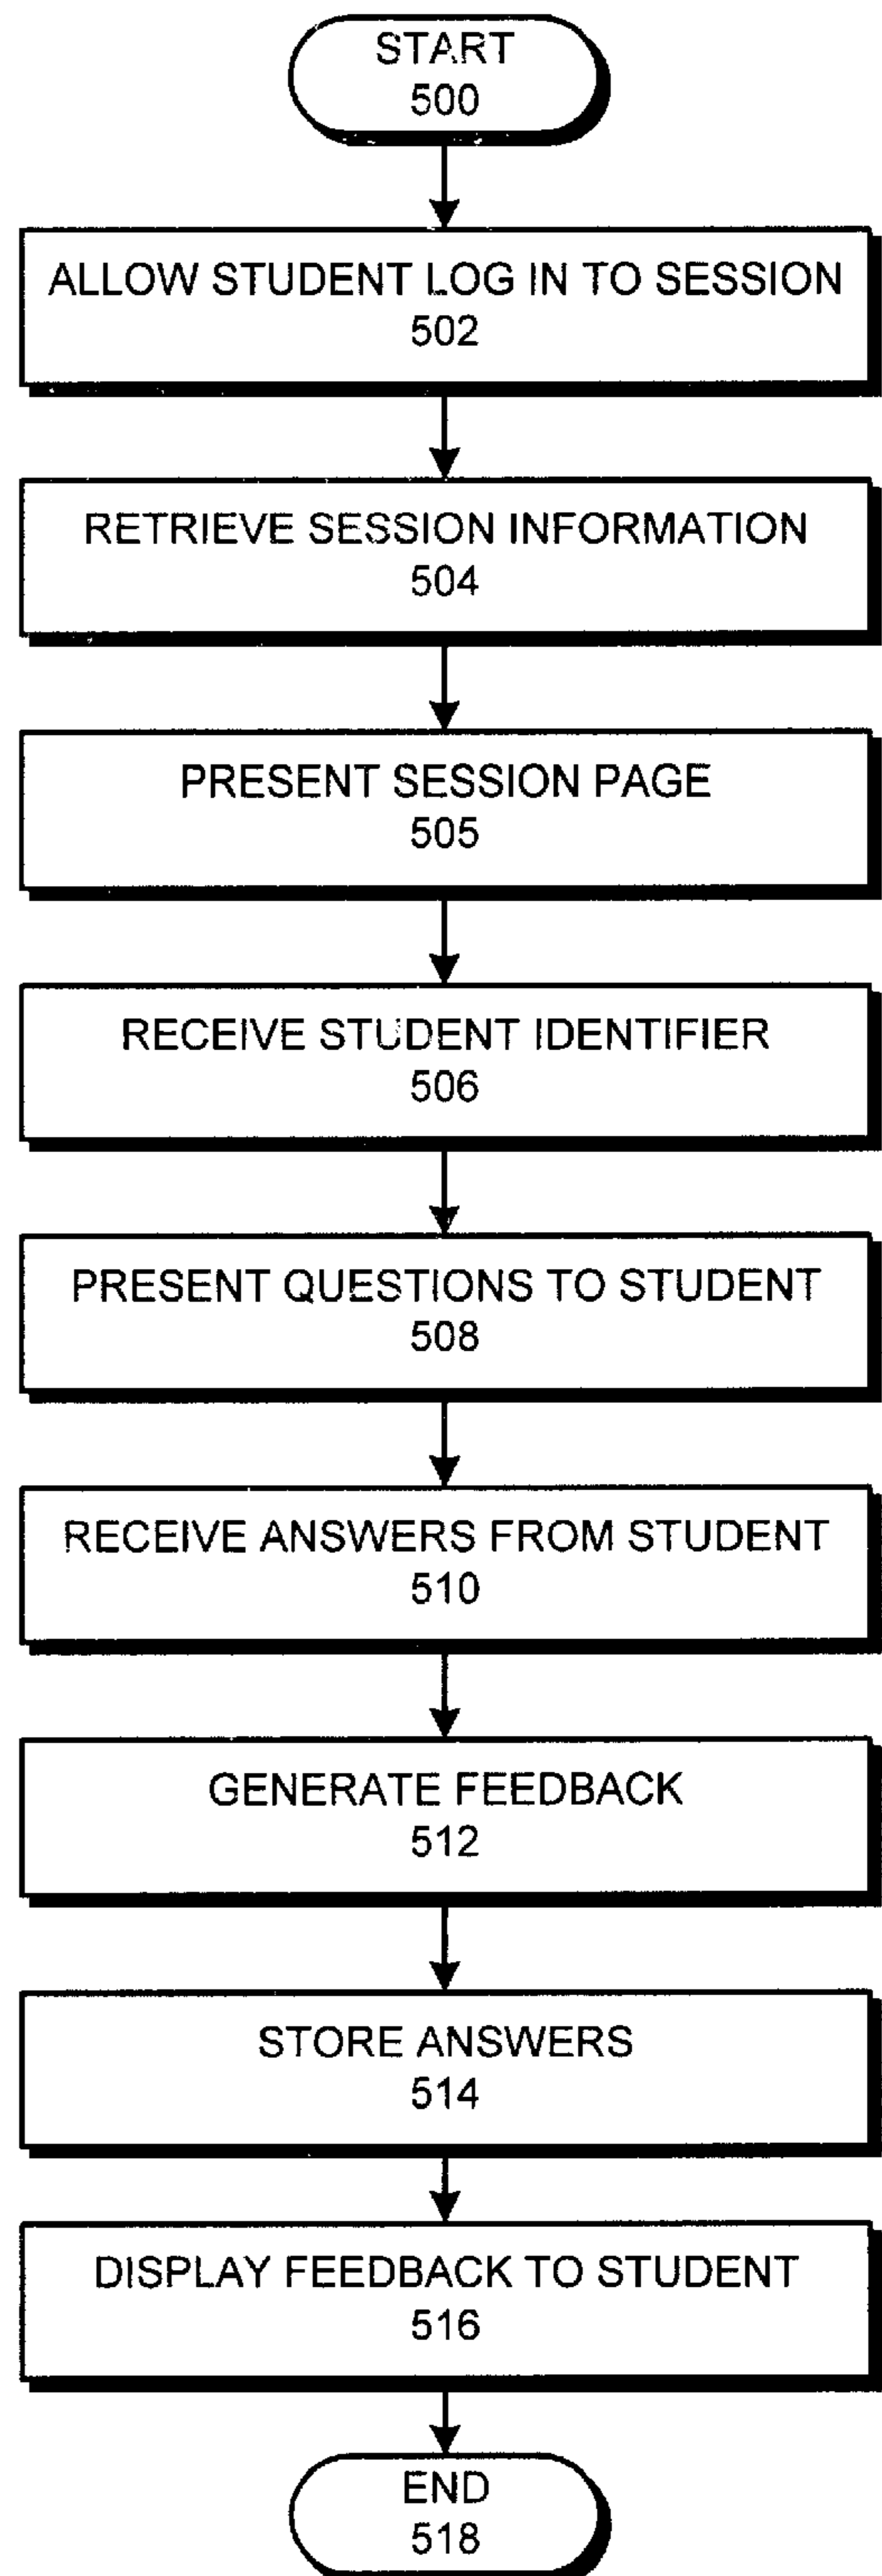 START
500
ALLOW STUDENT LOG IN TO SESSION
502
RETRIEVE SESSION INFORMATION
504
PRESENT SESSION PAGE
505
RECEIVE STUDENT IDENTIFIER
506
PRESENT QUESTIONS TO STUDENT
508
RECEIVE ANSWERS FROM STUDENT
510
GENERATE FEEDBACK
512
STORE ANSWERS
514
DISPLAY FEEDBACK TO STUDENT
516
END
518